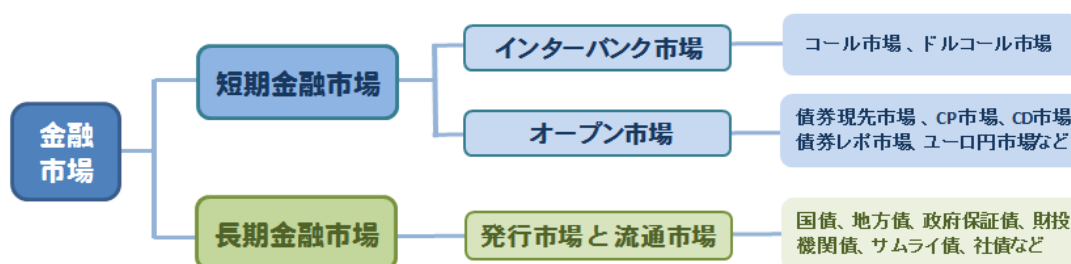 金融
市場
短期金融市場
インターバンク市場
コール市場、ドルコール市場
オープン市場
債券現先市場、CP市場、CD市場
債券レポ市場、ユーロ円市場など
長期金融市場
発行市場と流通市場
国債、地方債、政府保証債、財投
機関債、サムライ債、社債など